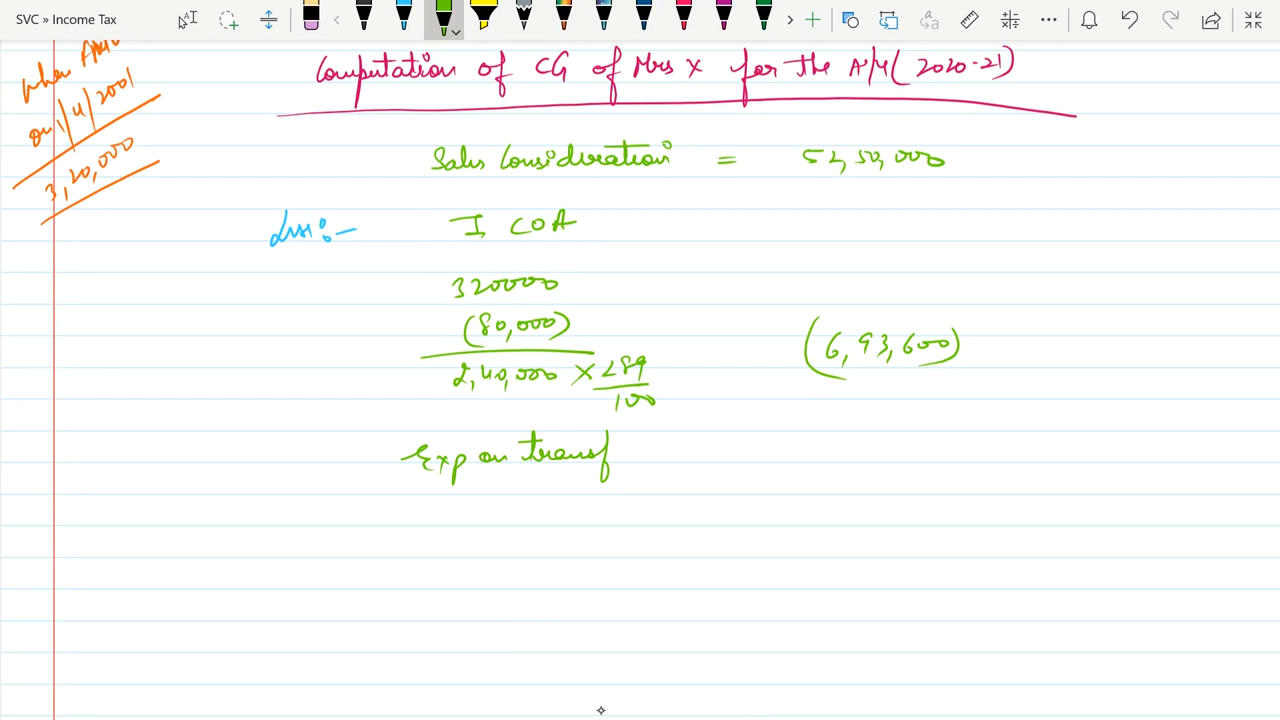 SVC » Income Tax
Computation of CG of Mrs X for the A.Y. (2020-21)
when
on 1/4/2001
3,20,000
Sales Consideration = 52,50,000
Less:-
I COA
320000
(80,000)
2,40,000 × 289
100
(6,93,600)
Exp on transf